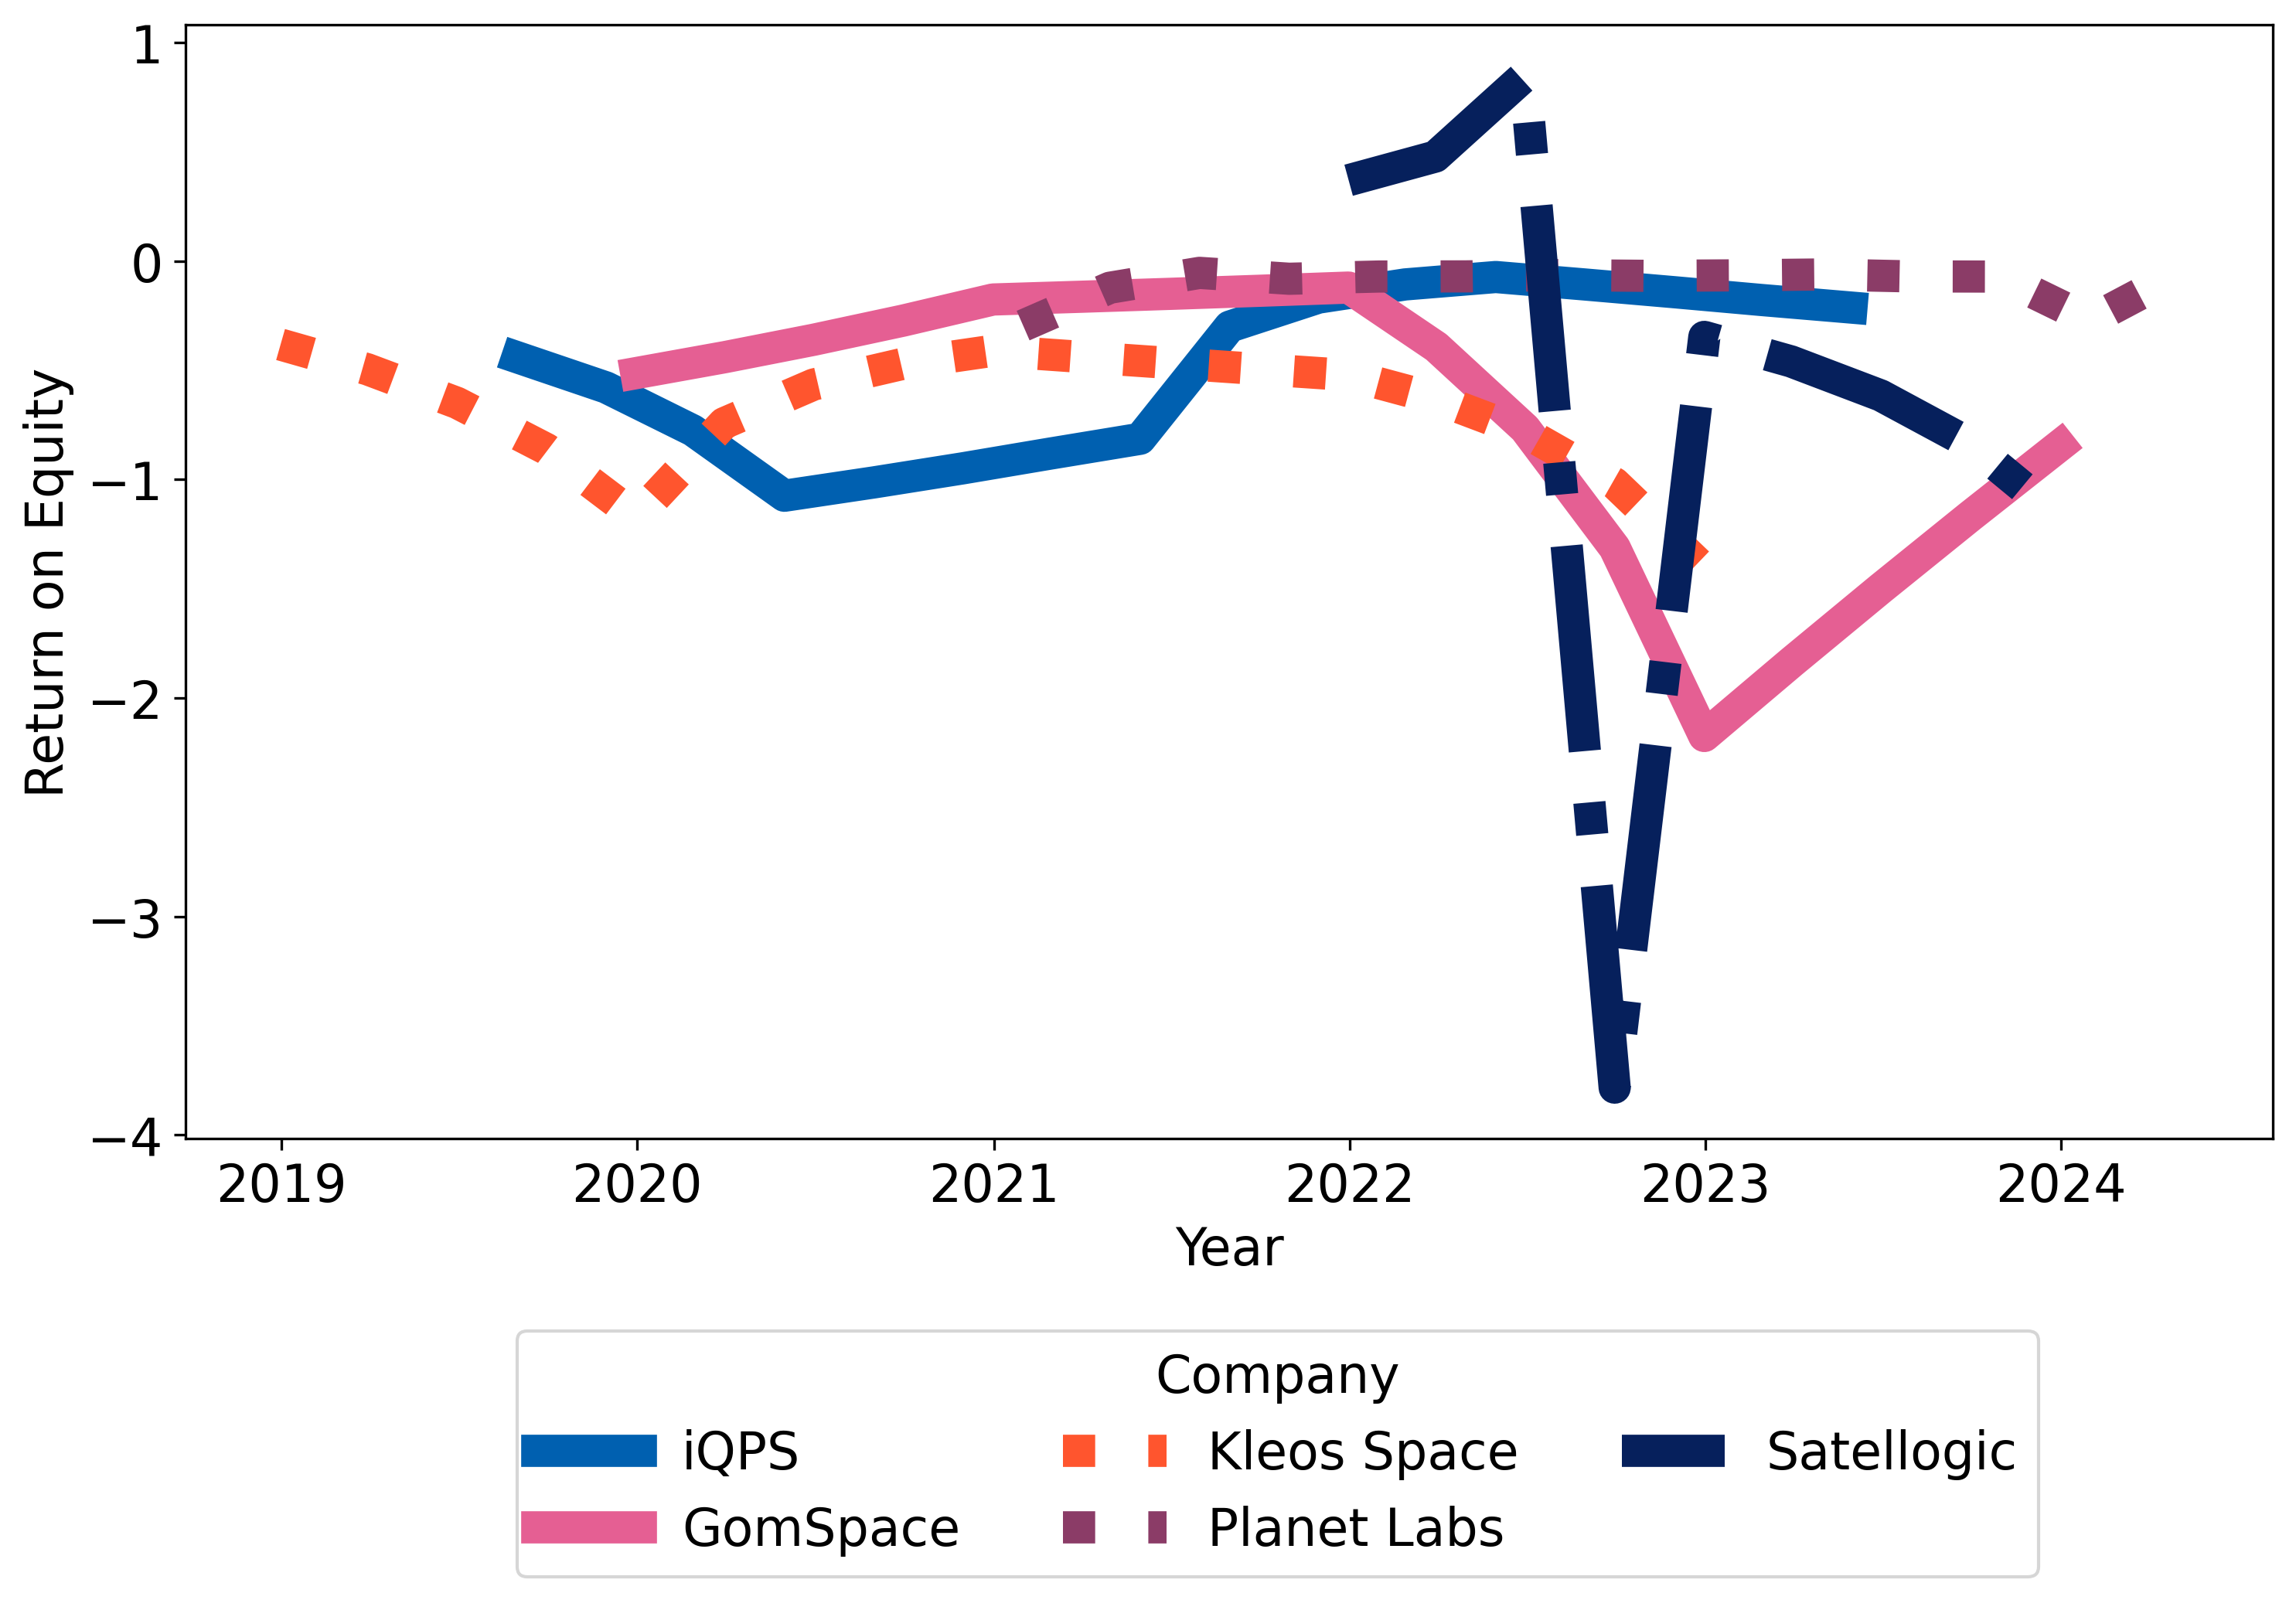 Return on Equity
1
0
−1
−2
−3
−4
2019 2020 2021 2022 2023 2024
Year
Company
iQPS Kleos Space Satellogic
GomSpace Planet Labs